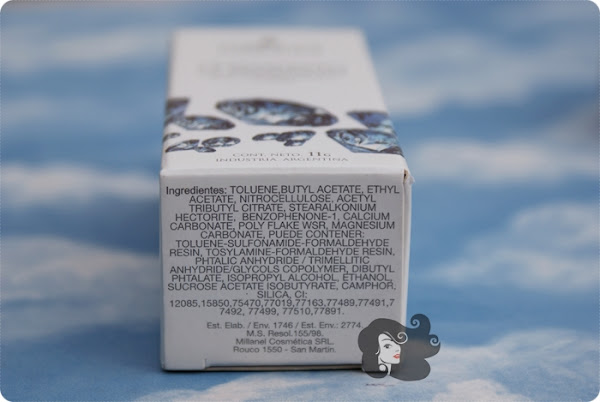 CONT. NETO. 11G
INDUSTRIA ARGENTINA
Ingredientes: TOLUENE,BUTYL ACETATE, ETHYL
ACETATE, NITROCELLULOSE, ACETYL
TRIBUTYL CITRATE, STEARALKONIUM
HECTORITE, BENZOPHENONE-1, CALCIUM
CARBONATE, POLY FLAKE WSR, MAGNESIUM
CARBONATE, PUEDE CONTENER:
TOLUENE-SULFONAMIDE-FORMALDEHYDE
RESIN, TOSYLAMINE-FORMALDEHYDE RESIN,
PHTALIC ANHYDRIDE / TRIMELLITIC
ANHYDRIDE/GLYCOLS COPOLYMER, DIBUTYL
PHTALATE, ISOPROPYL ALCOHOL, ETHANOL,
SUCROSE ACETATE ISOBUTYRATE, CAMPHOR.
SILICA, CI:
12085,15850,75470,77019,77163,77489,77491,7
7492, 77499, 77510,77891.
Est. Elab. / Env. 1746 / Est. Env.: 2774.
M.S. Resol.155/98.
Millenel Cosmética SRL.
Rouco 1550 - San Martín.